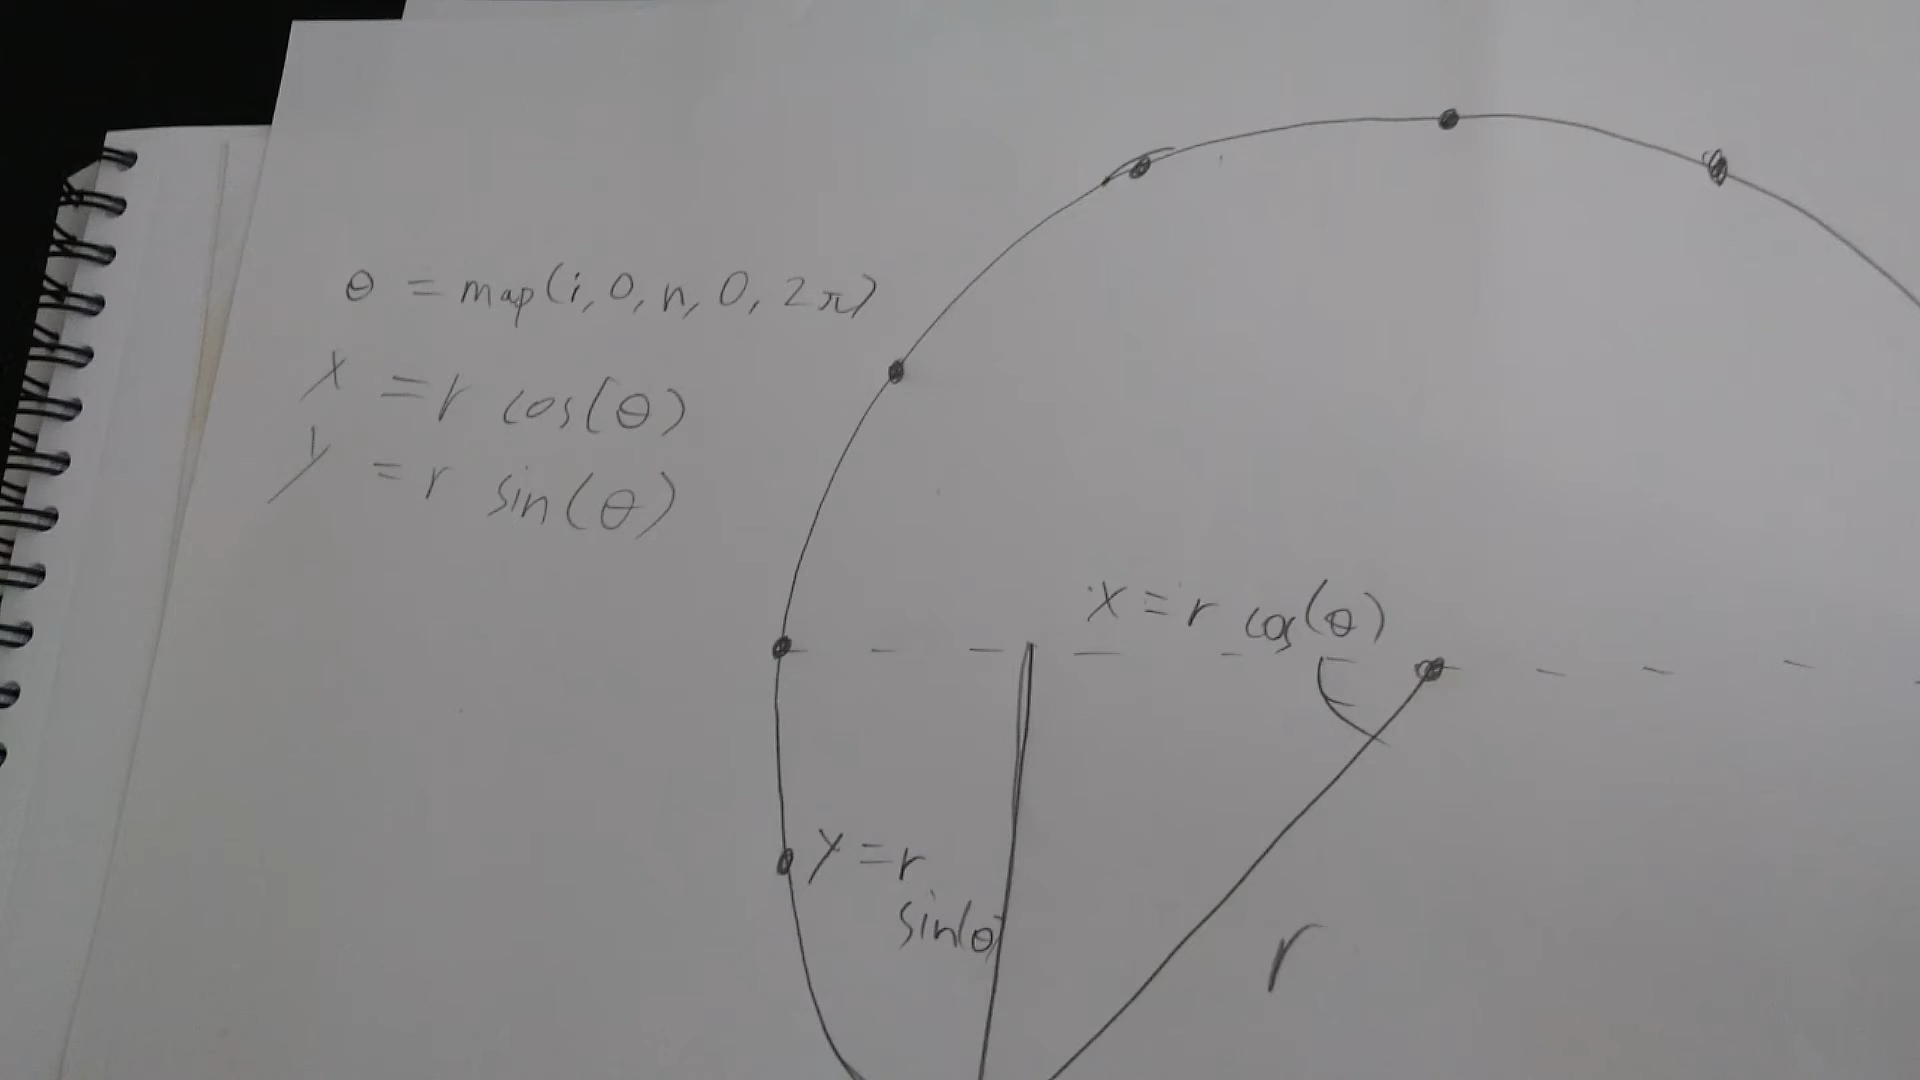 θ = map(i, 0, n, 0, 2π)
x = r cos(θ)
y = r sin(θ)
x = r cos(θ)
y = r
sin(θ)
r